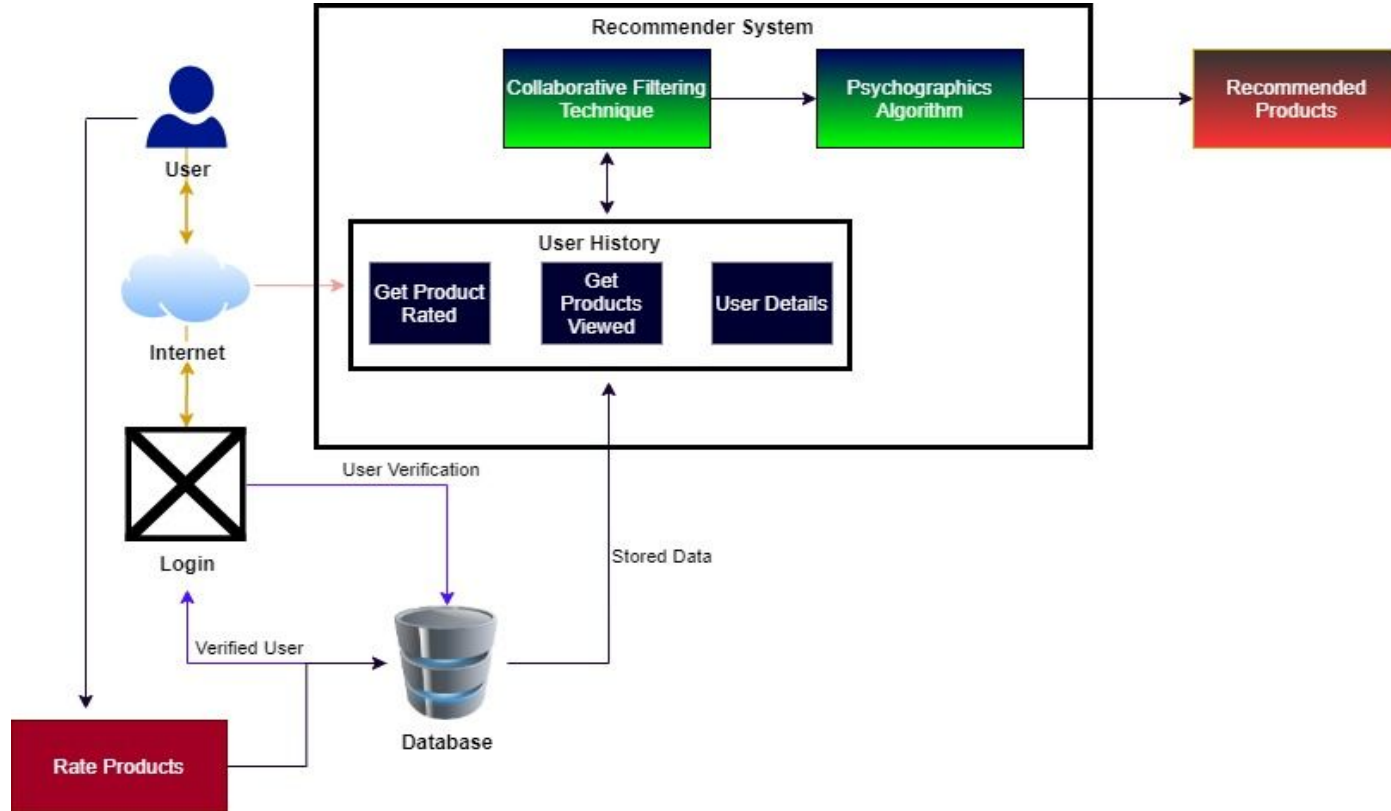 Recommender System
Collaborative Filtering
Technique
Psychographics
Algorithm
Recommended
Products
User
User History
Get Product
Rated
Get
Products
Viewed
User Details
Internet
User Verification
Login
Stored Data
Verified User
Database
Rate Products